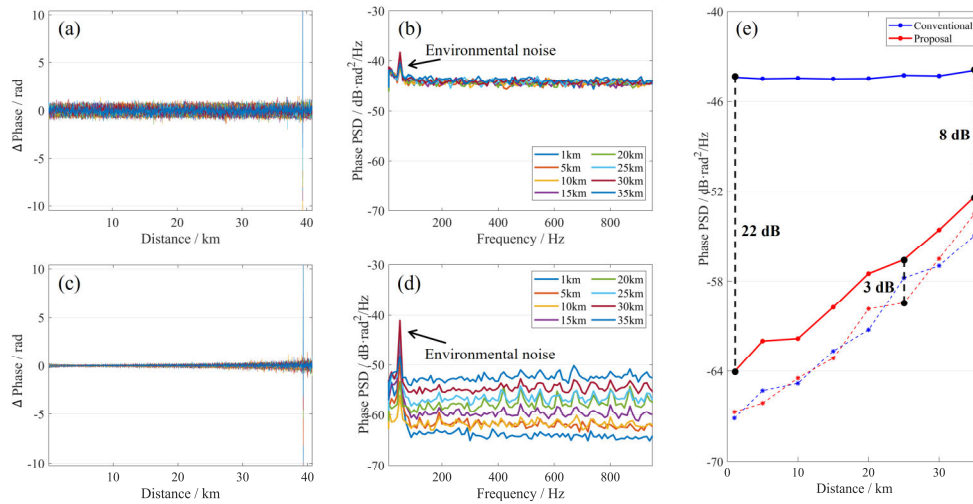 (a)
10
5
0
-5
-10
Δ Phase / rad
0
10
20
30
40
Distance / km
(b)
Environmental noise
-30
-40
-50
-60
-70
Phase PSD / dB·rad²/Hz
1km
20km
5km
25km
10km
30km
15km
35km
0
200
400
600
800
Frequency / Hz
(c)
10
5
0
-5
-10
Δ Phase / rad
0
10
20
30
40
Distance / km
(d)
-30
-40
-50
-60
-70
Phase PSD / dB·rad²/Hz
1km
20km
5km
25km
10km
30km
15km
35km
Environmental noise
0
200
400
600
800
Frequency / Hz
(e)
Conventional
Proposal
-40
-46
-52
-58
-64
-70
Phase PSD / dB·rad²/Hz
8 dB
22 dB
3 dB
0
10
20
30
Distance / km